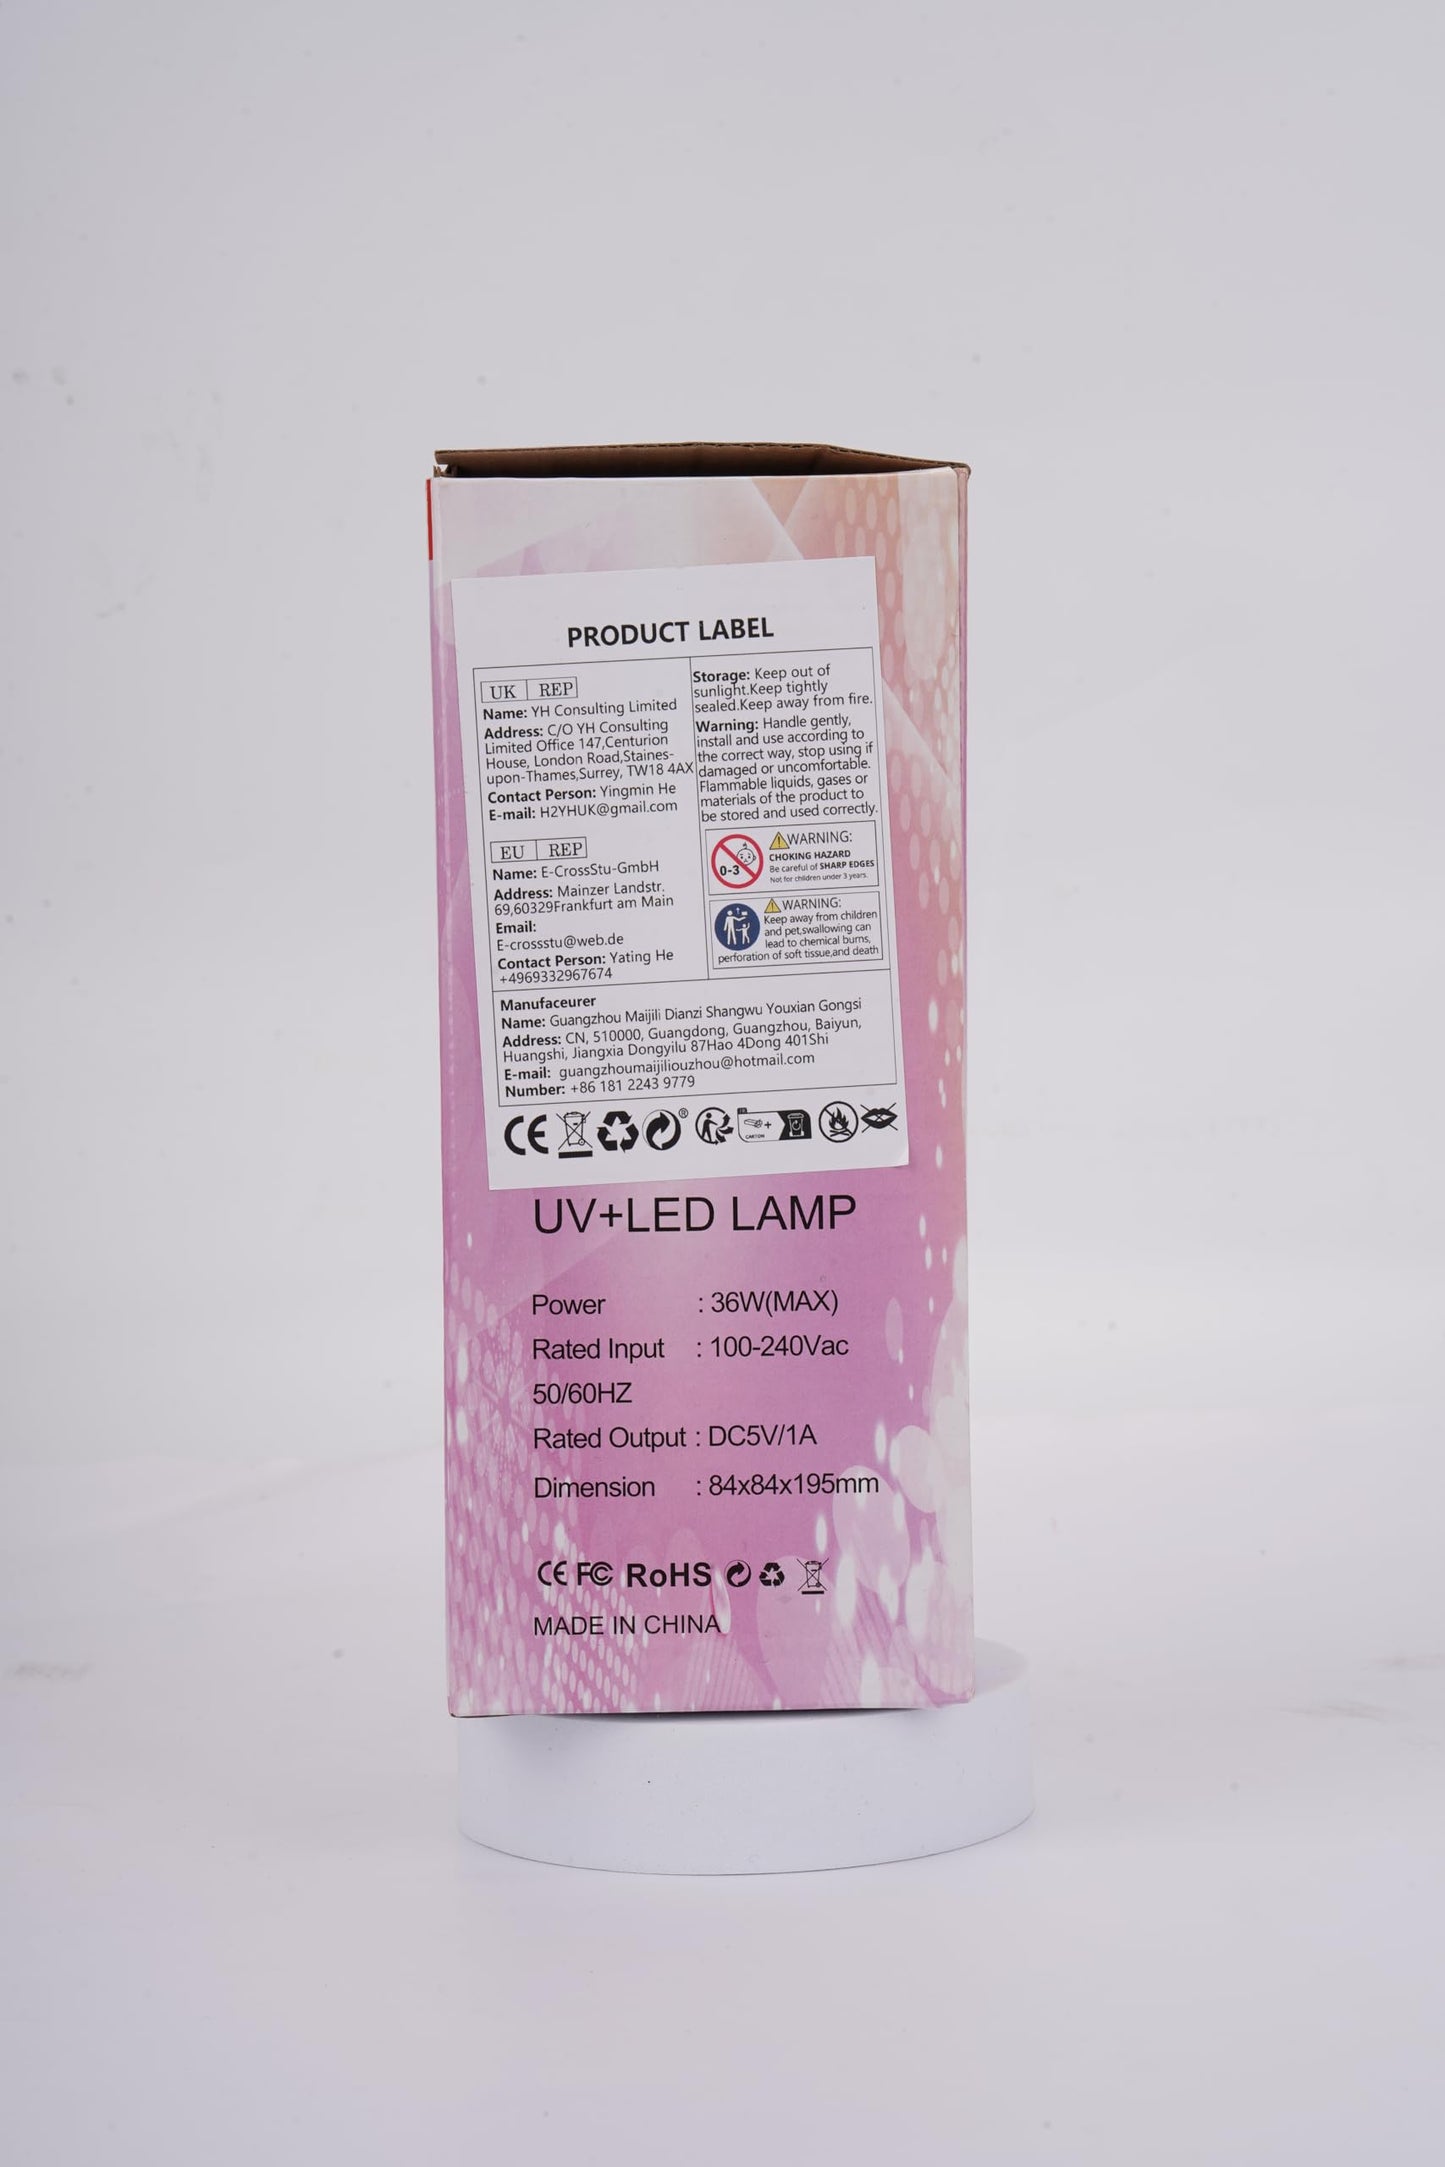 PRODUCT LABEL
UK REP
Name: YH Consulting Limited
Address: C/O YH Consulting
Limited Office 147,Centurion
House, London Road,Staines-
upon-Thames,Surrey, TW18 4AX
Contact Person: Yingmin He
E-mail: H2YHUK@gmail.com
EU REP
Name: E-CrossStu-GmbH
Address: Mainzer Landstr.
69,60329Frankfurt am Main
Email:
E-crossstu@web.de
Contact Person: Yating He
+4969332967674
Storage: Keep out of
sunlight.Keep tightly
sealed.Keep away from fire.
Warning: Handle gently,
install and use according to
the correct way, stop using if
damaged or uncomfortable.
Flammable liquids, gases or
materials of the product to
be stored and used correctly.
0-3
WARNING:
CHOKING HAZARD
Be careful of SHARP EDGES
Not for children under 3 years.
WARNING:
Keep away from children
and pet,swallowing can
lead to chemical burns,
perforation of soft tissue,and death
Manufaceurer
Name: Guangzhou Maijili Dianzi Shangwu Youxian Gongsi
Address: CN, 510000, Guangdong, Guangzhou, Baiyun,
Huangshi, Jiangxia Dongyilu 87Hao 4Dong 401Shi
E-mail: guangzhoumaijiliouzhou@hotmail.com
Number: +86 181 2243 9779
CE ® CARTON +
UV+LED LAMP
Power : 36W(MAX)
Rated Input : 100-240Vac
50/60HZ
Rated Output : DC5V/1A
Dimension : 84x84x195mm
CE FC RoHS
MADE IN CHINA